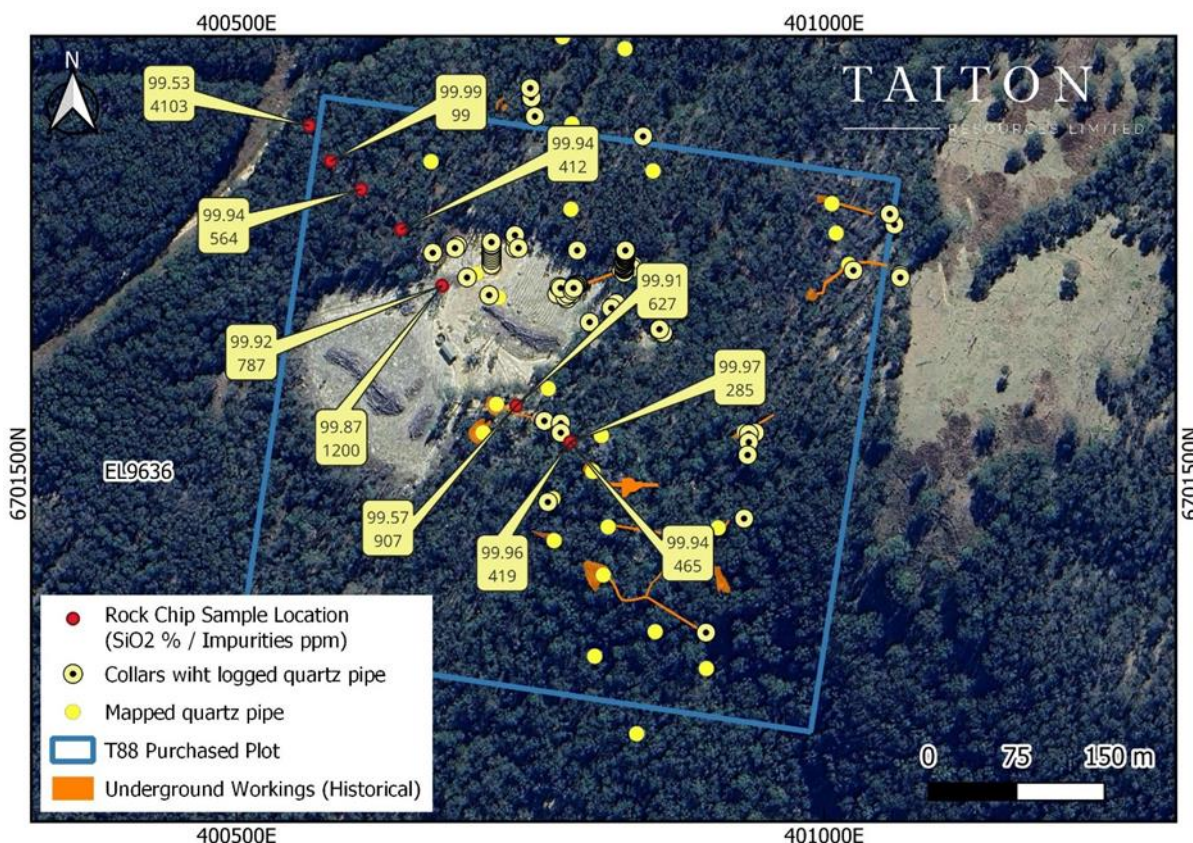 400500E
401000E
N
TAITON
RESOURCES LIMITED
99.53
4103
99.99
99
99.94
412
99.94
564
99.91
627
99.92
787
99.97
285
99.87
1200
EL9636
6701500N
6701500N
99.57
907
99.96
419
99.94
465
Rock Chip Sample Location
(SiO2 % / Impurities ppm)
Collars wiht logged quartz pipe
Mapped quartz pipe
T88 Purchased Plot
Underground Workings (Historical)
0 75 150 m
400500E
401000E